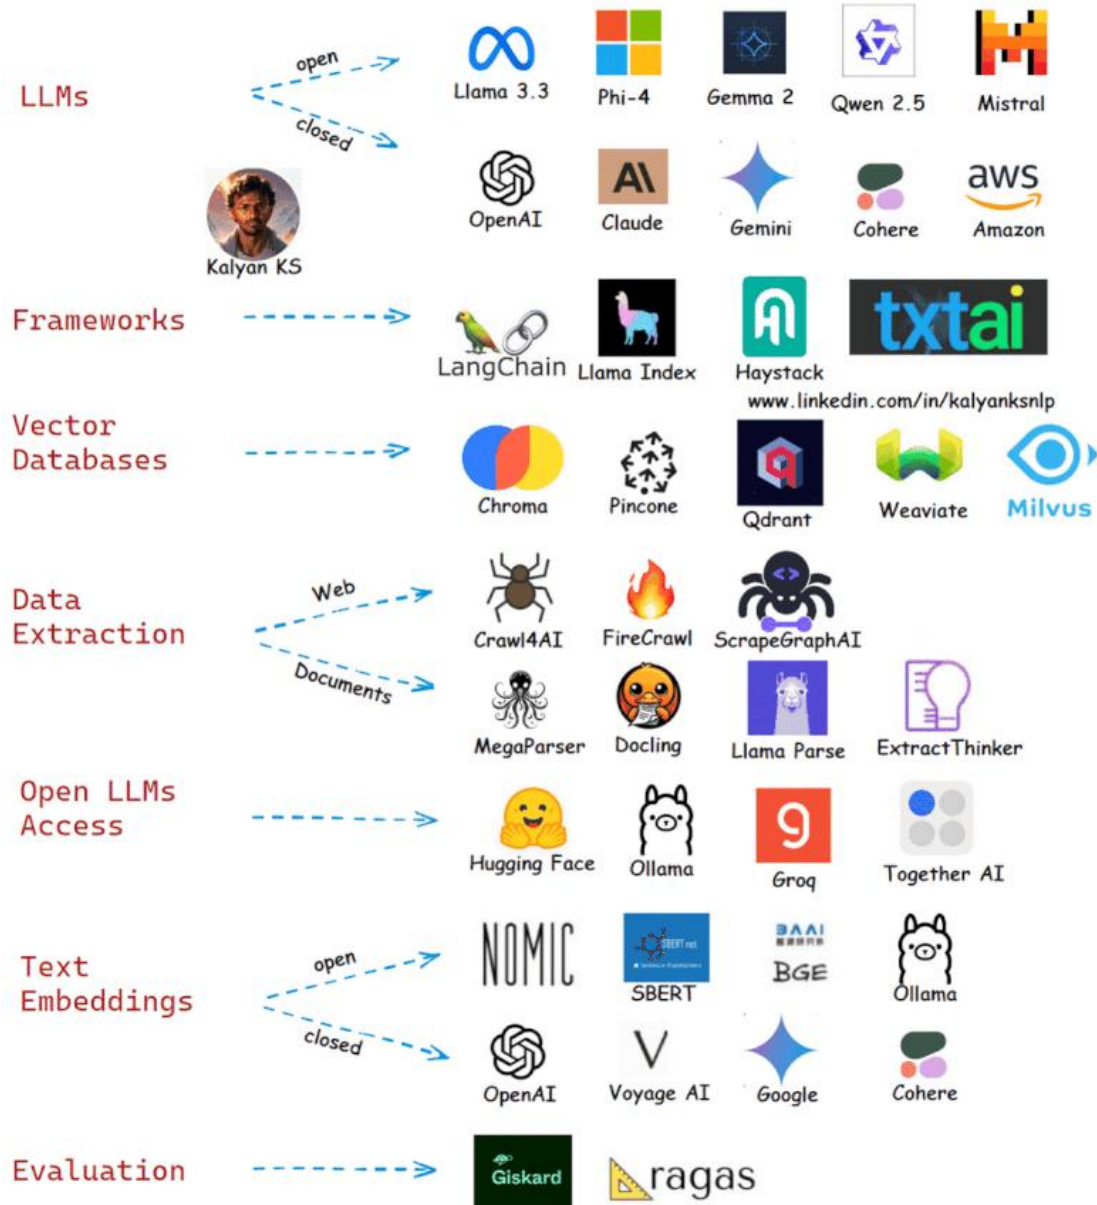 LLMs
open
closed
Llama 3.3
Phi-4
Gemma 2
Qwen 2.5
Mistral
OpenAI
Claude
Gemini
Cohere
aws
Amazon
Kalyan KS
Frameworks
LangChain
Llama Index
Haystack
txtai
www.linkedin.com/in/kalyanksnlp
Vector
Databases
Chroma
Pincone
Qdrant
Weaviate
Milvus
Data
Extraction
Web
Documents
Crawl4AI
FireCrawl
ScrapeGraphAI
MegaParser
Docling
Llama Parse
ExtractThinker
Open LLMs
Access
Hugging Face
Ollama
Groq
Together AI
Text
Embeddings
open
closed
NOMIC
SBERT.net
SBERT
BAAI
BGE
Ollama
OpenAI
Voyage AI
Google
Cohere
Evaluation
Giskard
ragas